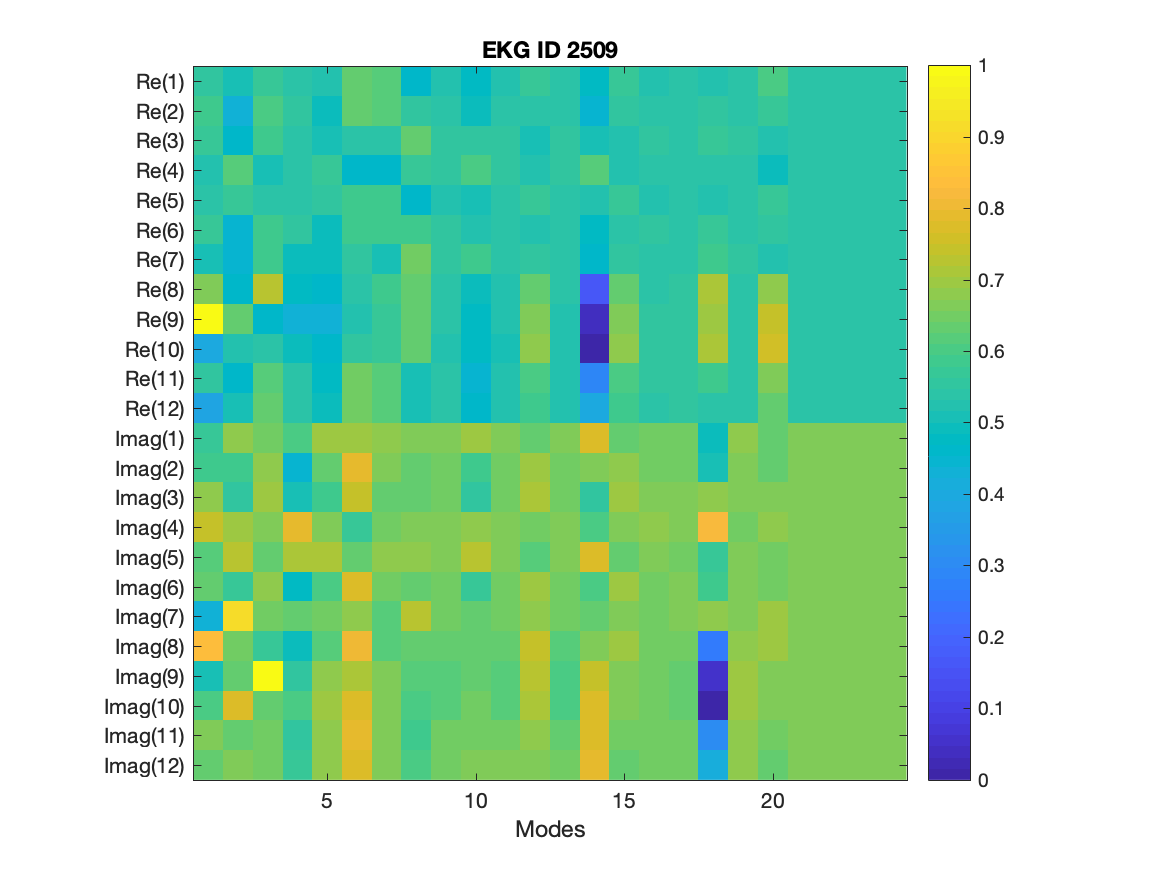 EKG ID 2509
Re(1)
Re(2)
Re(3)
Re(4)
Re(5)
Re(6)
Re(7)
Re(8)
Re(9)
Re(10)
Re(11)
Re(12)
Imag(1)
Imag(2)
Imag(3)
Imag(4)
Imag(5)
Imag(6)
Imag(7)
Imag(8)
Imag(9)
Imag(10)
Imag(11)
Imag(12)
5 10 15 20
Modes
1
0.9
0.8
0.7
0.6
0.5
0.4
0.3
0.2
0.1
0